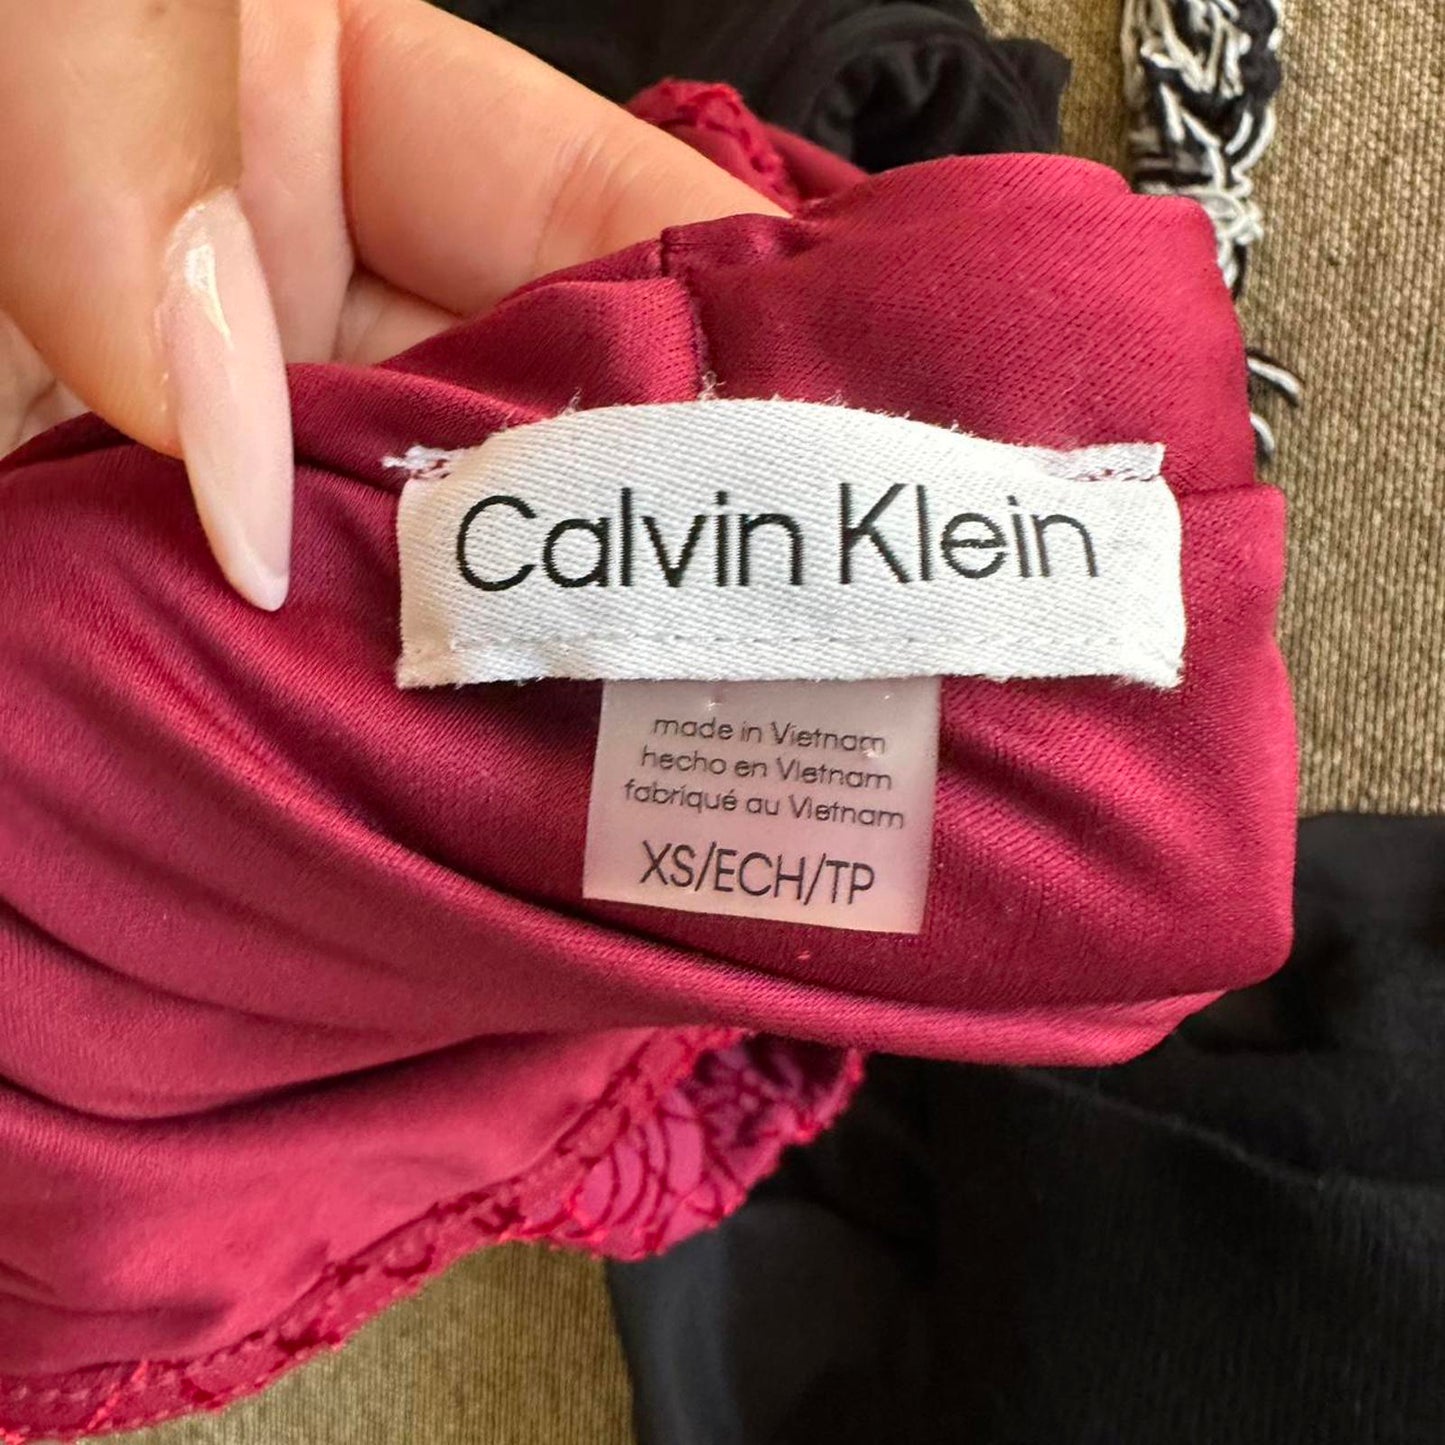 Calvin Klein
made in Vietnam
hecho en Vietnam
fabriqué au Vietnam
XS/ECH/TP